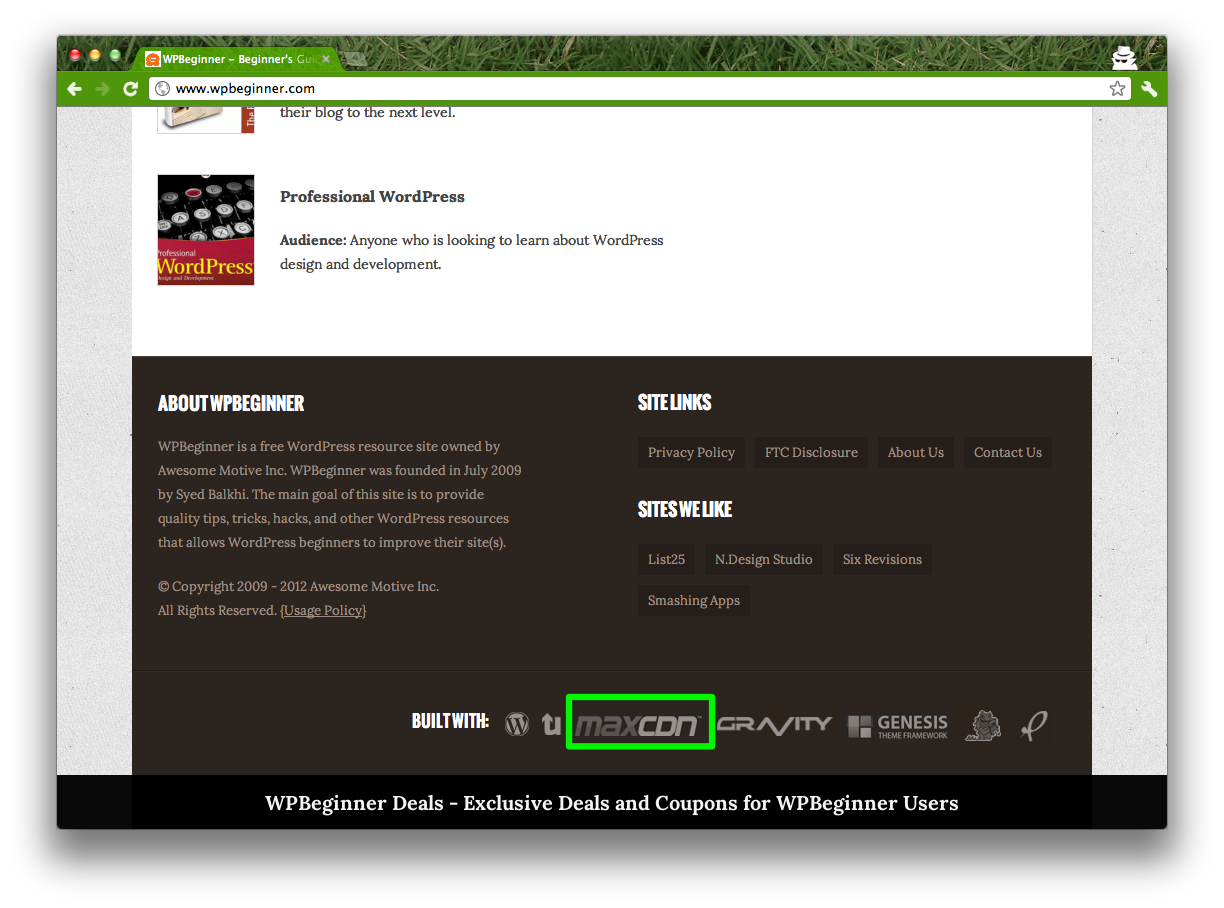 WPBeginner – Beginner's Gui
www.wpbeginner.com
their blog to the next level.
Professional WordPress
Audience: Anyone who is looking to learn about WordPress
design and development.
Professional
WordPress
Design and Development
ABOUT WPBEGINNER
WPBeginner is a free WordPress resource site owned by
Awesome Motive Inc. WPBeginner was founded in July 2009
by Syed Balkhi. The main goal of this site is to provide
quality tips, tricks, hacks, and other WordPress resources
that allows WordPress beginners to improve their site(s).
© Copyright 2009 - 2012 Awesome Motive Inc.
All Rights Reserved. {Usage Policy}
SITE LINKS
Privacy Policy FTC Disclosure About Us Contact Us
SITES WE LIKE
List25 N.Design Studio Six Revisions
Smashing Apps
BUILT WITH: maxcdn GRAVITY GENESIS
THEME FRAMEWORK
WPBeginner Deals - Exclusive Deals and Coupons for WPBeginner Users